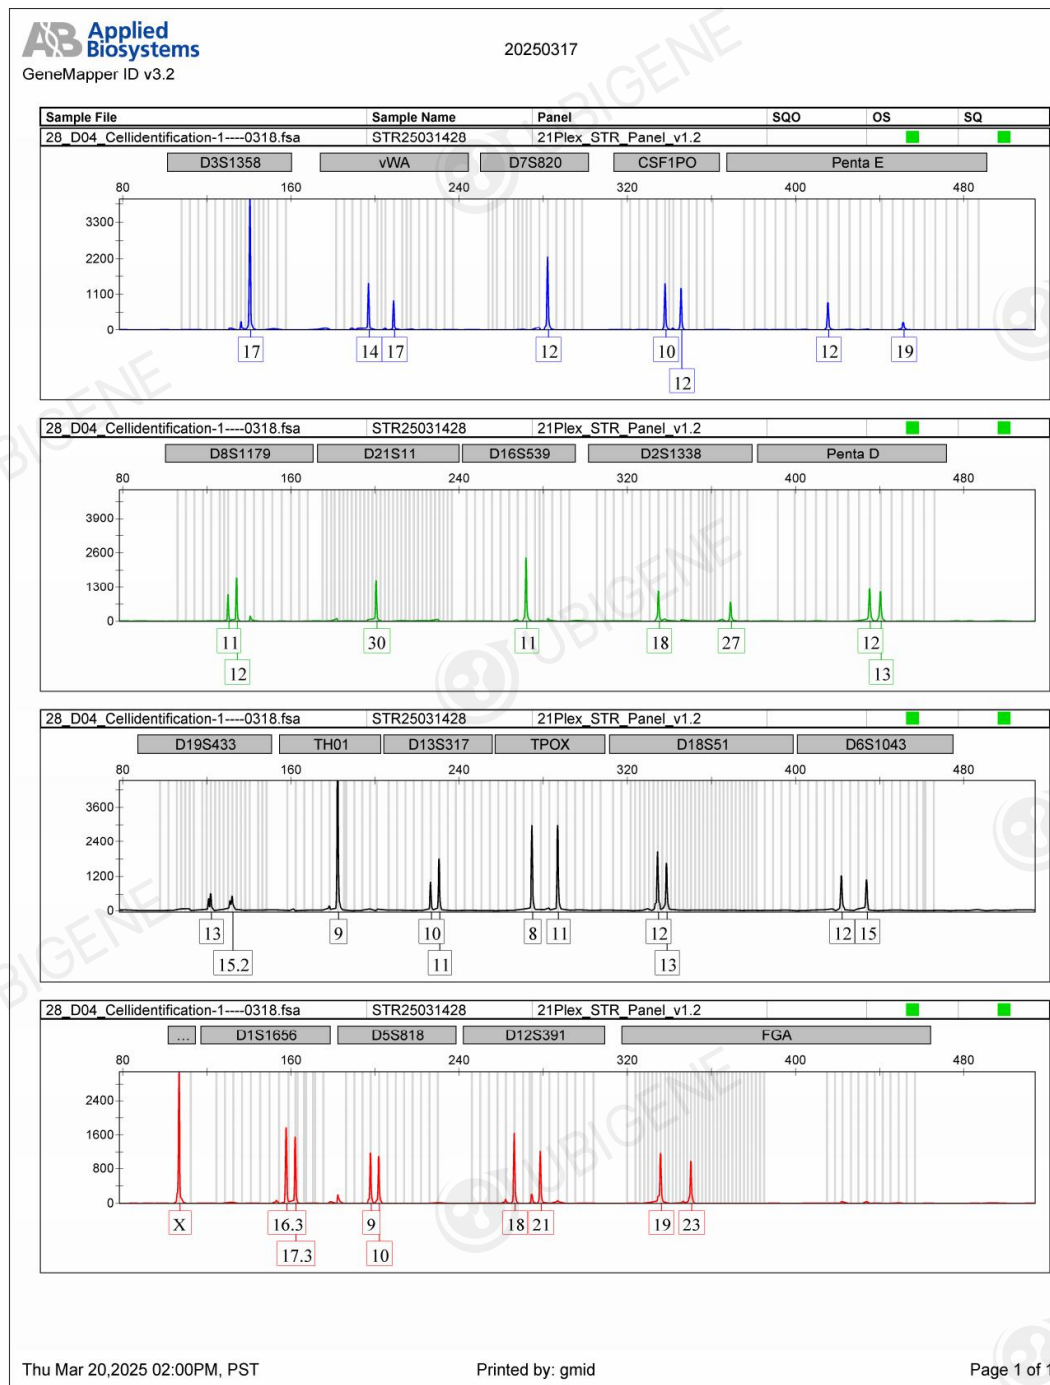 AB Applied Biosystems
20250317
GeneMapper ID v3.2
Sample File Sample Name Panel SQO OS SQ
28_D04_Cellidentification-1----0318.fsa STR25031428 21Plex_STR_Panel_v1.2
D3S1358 vWA D7S820 CSF1PO Penta E
80 160 240 320 400 480
3300
2200
1100
0
17 14 17 12 10 12 19
12
28_D04_Cellidentification-1----0318.fsa STR25031428 21Plex_STR_Panel_v1.2
D8S1179 D21S11 D16S539 D2S1338 Penta D
80 160 240 320 400 480
3900
2600
1300
0
11 30 11 18 27 12
12 13
28_D04_Cellidentification-1----0318.fsa STR25031428 21Plex_STR_Panel_v1.2
D19S433 TH01 D13S317 TPOX D18S51 D6S1043
80 160 240 320 400 480
3600
2400
1200
0
13 9 10 8 11 12 12 15
15.2 11 13
28_D04_Cellidentification-1----0318.fsa STR25031428 21Plex_STR_Panel_v1.2
... D1S1656 D5S818 D12S391 FGA
80 160 240 320 400 480
2400
1600
800
0
X 16.3 9 18 21 19 23
17.3 10
Thu Mar 20,2025 02:00PM, PST Printed by: gmid Page 1 of 1
UBIGENE
UBIGENE
UBIGENE
UBIGENE
UBIGENE